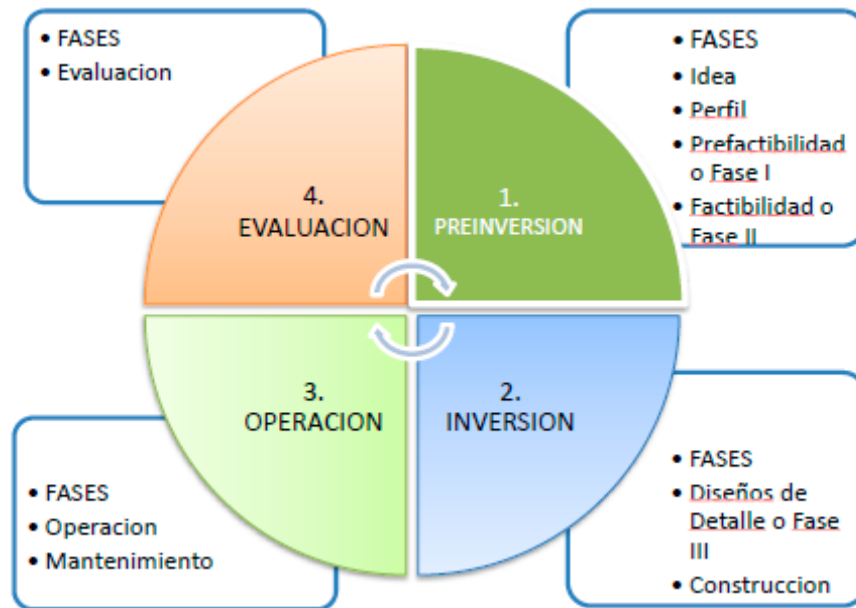 • FASES
• Evaluacion
• FASES
• Idea
• Perfil
• Prefactibilidad
o Fase I
• Factibilidad o
Fase II
4.
EVALUACION
1.
PREINVERSION
3.
OPERACION
2.
INVERSION
• FASES
• Operacion
• Mantenimiento
• FASES
• Diseños de
Detalle o Fase
III
• Construccion